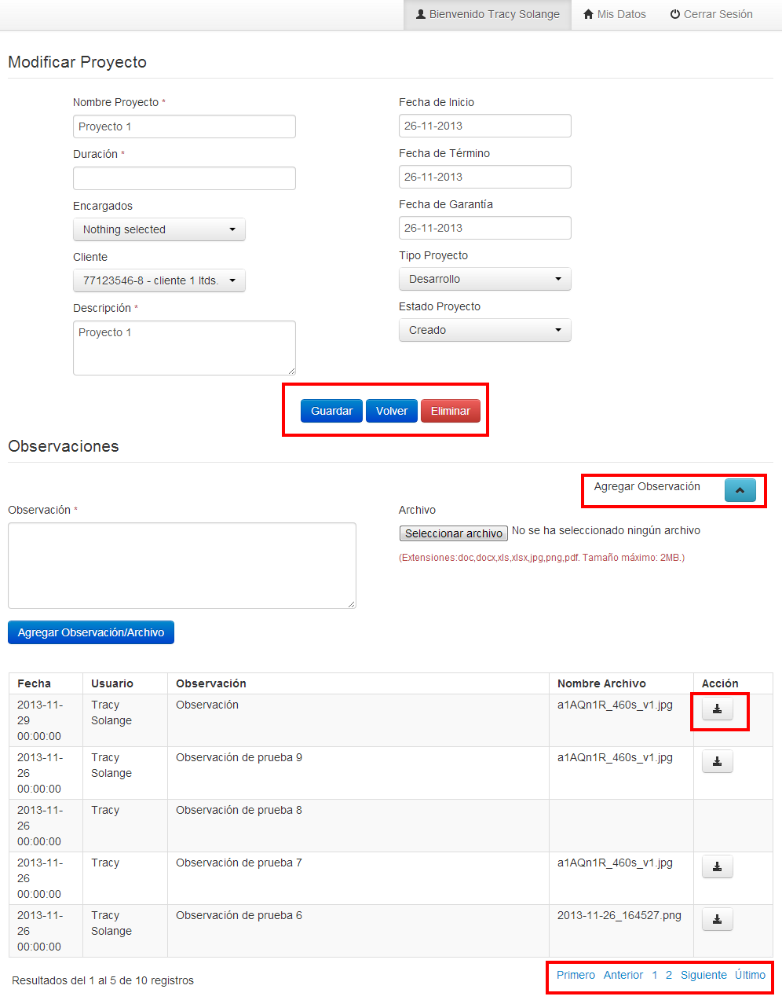 Bienvenido Tracy Solange Mis Datos Cerrar Sesión
Modificar Proyecto
Nombre Proyecto *
Proyecto 1
Duración *
Encargados
Nothing selected
Cliente
77123546-8 - cliente 1 ltds.
Descripción *
Proyecto 1
Fecha de Inicio
26-11-2013
Fecha de Término
26-11-2013
Fecha de Garantía
26-11-2013
Tipo Proyecto
Desarrollo
Estado Proyecto
Creado
Guardar Volver Eliminar
Observaciones
Agregar Observación
Observación *
Archivo
Seleccionar archivo No se ha seleccionado ningún archivo
(Extensiones:doc,docx,xls,xlsx,jpg,png,pdf. Tamaño máximo: 2MB.)
Agregar Observación/Archivo
Fecha Usuario Observación Nombre Archivo Acción
2013-11- Tracy Observación a1AQn1R_460s_v1.jpg
29 Solange
00:00:00
2013-11- Tracy Observación de prueba 9 a1AQn1R_460s_v1.jpg
26 Solange
00:00:00
2013-11- Tracy Observación de prueba 8
26
00:00:00
2013-11- Tracy Observación de prueba 7 a1AQn1R_460s_v1.jpg
26
00:00:00
2013-11- Tracy Observación de prueba 6 2013-11-26_164527.png
26 Solange
00:00:00
Resultados del 1 al 5 de 10 registros
Primero Anterior 1 2 Siguiente Último